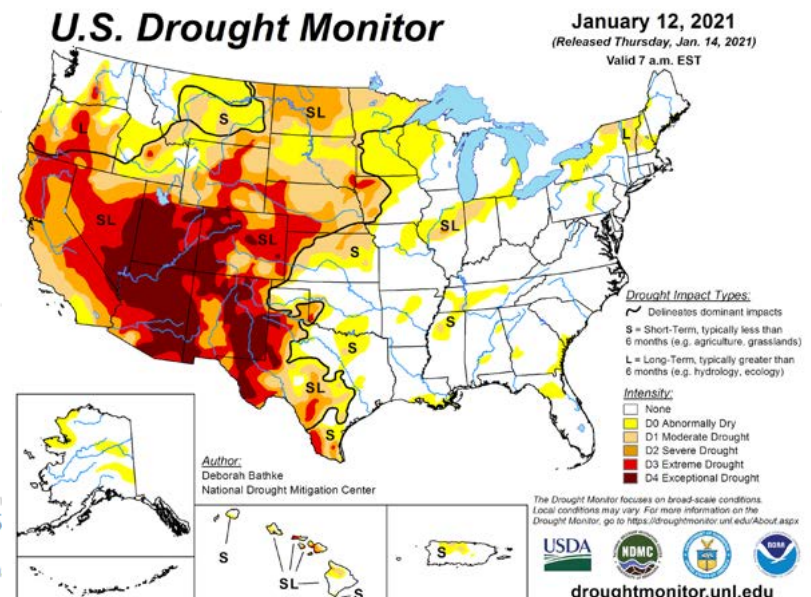 U.S. Drought Monitor
January 12, 2021
(Released Thursday, Jan. 14, 2021)
Valid 7 a.m. EST
S
SL
L
L
SL
SL
SL
S
S
S
SL
S
Drought Impact Types:
Delineates dominant impacts
S = Short-Term, typically less than
6 months (e.g. agriculture, grasslands)
L = Long-Term, typically greater than
6 months (e.g. hydrology, ecology)
Intensity:
None
D0 Abnormally Dry
D1 Moderate Drought
D2 Severe Drought
D3 Extreme Drought
D4 Exceptional Drought
Author:
Deborah Bathke
National Drought Mitigation Center
The Drought Monitor focuses on broad-scale conditions.
Local conditions may vary. For more information on the
Drought Monitor, go to https://droughtmonitor.unl.edu/About.aspx
S
SL
S
S
USDA
NDMC
NOAA
droughtmonitor.unl.edu